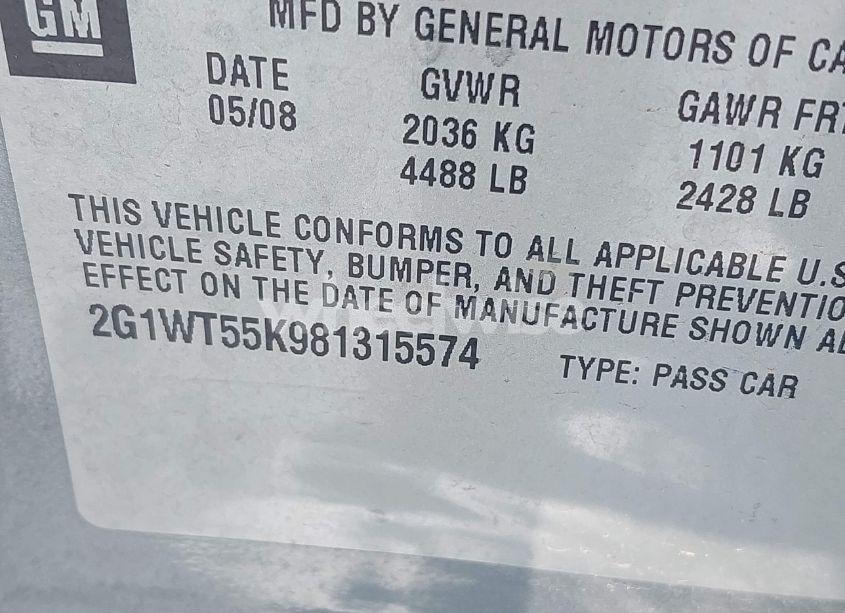 GM
MFD BY GENERAL MOTORS OF CA
DATE GVWR GAWR FRT
05/08 2036 KG 1101 KG
4488 LB 2428 LB
THIS VEHICLE CONFORMS TO ALL APPLICABLE U.S
VEHICLE SAFETY, BUMPER, AND THEFT PREVENTIO
EFFECT ON THE DATE OF MANUFACTURE SHOWN AB
2G1WT55K981315574 TYPE: PASS CAR